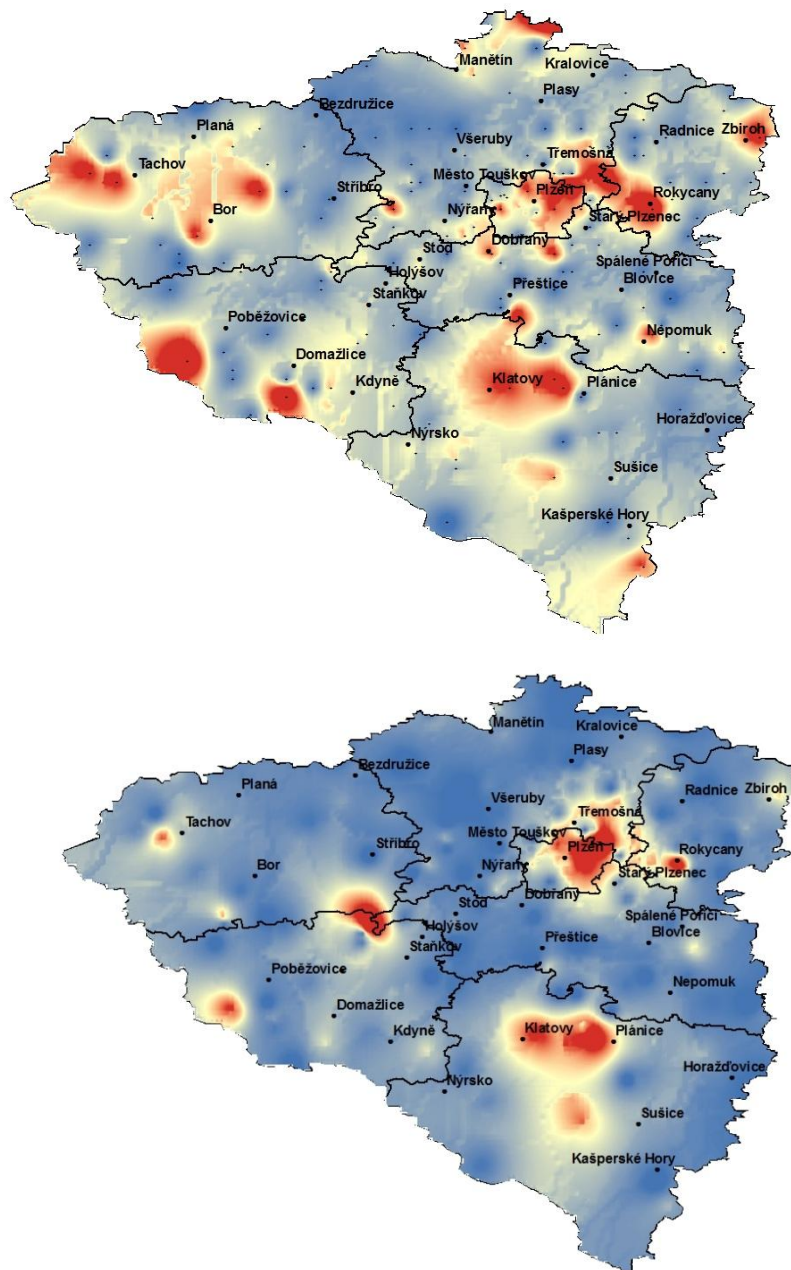 Manětín
Kralovice
Plasy
Bezdružice
Planá
Všeruby
Radnice
Zbiroh
Tachov
Třemošná
Město Touškov
Stříbro
Plzeň
Rokycany
Bor
Nýřany
Starý Plzenec
Stod
Dobřany
Holýšov
Spálené Poříčí
Staňkov
Přeštice
Blovice
Poběžovice
Nepomuk
Domažlice
Kdyně
Klatovy
Plánice
Horažďovice
Nýrsko
Sušice
Kašperské Hory
Manětín
Kralovice
Plasy
Bezdružice
Planá
Všeruby
Radnice
Zbiroh
Tachov
Třemošná
Město Touškov
Stříbro
Plzeň
Rokycany
Bor
Nýřany
Starý Plzenec
Stod
Dobřany
Holýšov
Spálené Poříčí
Staňkov
Přeštice
Blovice
Poběžovice
Nepomuk
Domažlice
Kdyně
Klatovy
Plánice
Horažďovice
Nýrsko
Sušice
Kašperské Hory